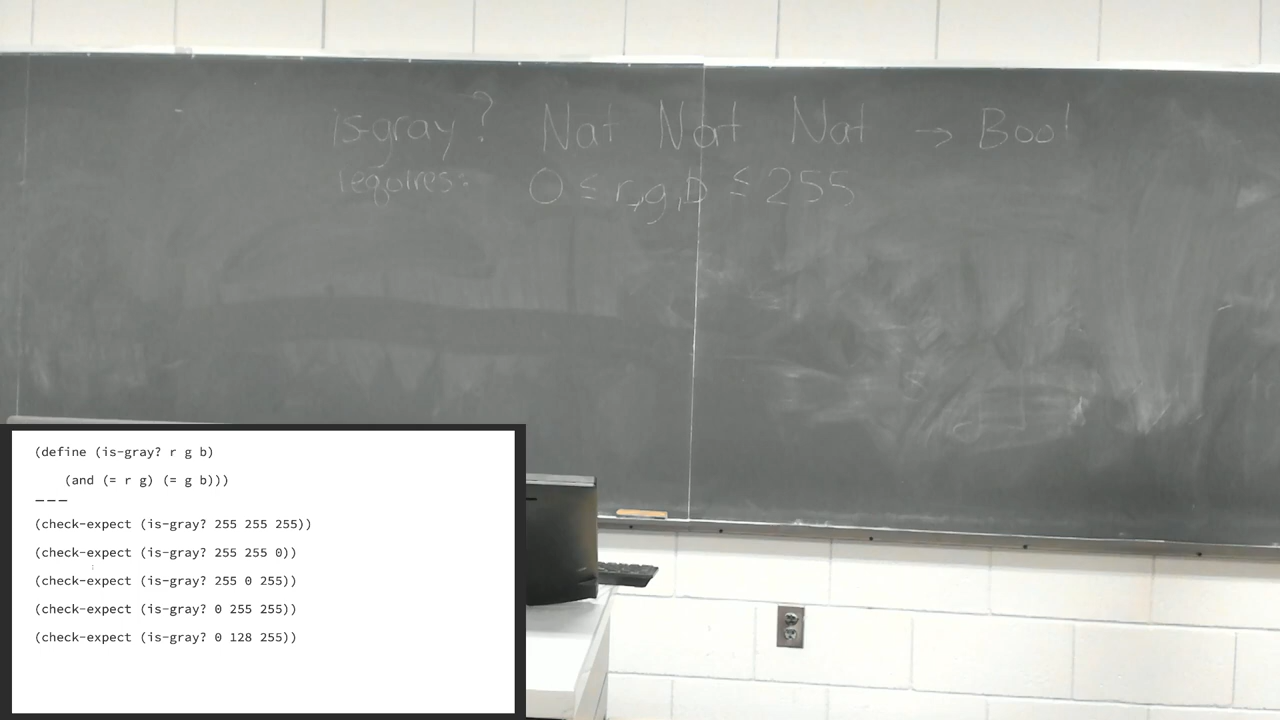 is-gray? Nat Nat Nat → Bool
requires: 0 ≤ r,g,b ≤ 255
(define (is-gray? r g b)
(and (= r g) (= g b)))
———
(check-expect (is-gray? 255 255 255))
(check-expect (is-gray? 255 255 0))
(check-expect (is-gray? 255 0 255))
(check-expect (is-gray? 0 255 255))
(check-expect (is-gray? 0 128 255))